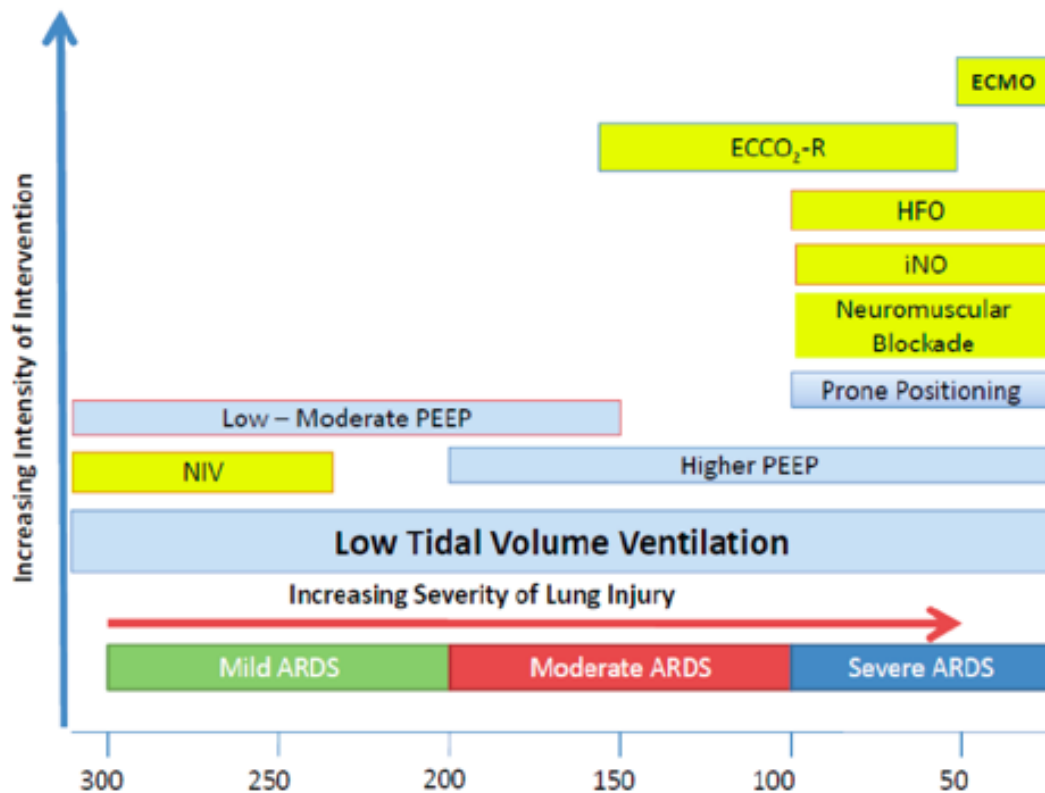 Increasing Intensity of Intervention
ECMO
ECCO₂-R
HFO
iNO
Neuromuscular
Blockade
Prone Positioning
Low – Moderate PEEP
Higher PEEP
NIV
Low Tidal Volume Ventilation
Increasing Severity of Lung Injury
Mild ARDS Moderate ARDS Severe ARDS
300 250 200 150 100 50